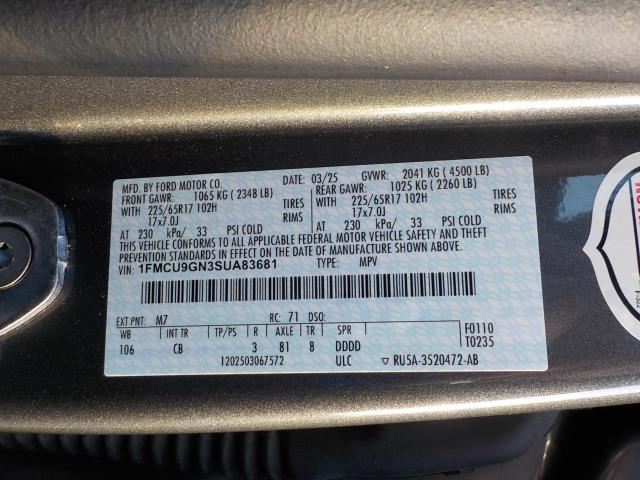 MFD. BY FORD MOTOR CO. DATE: 03/25 GVWR: 2041 KG ( 4500 LB)
FRONT GAWR: 1065 KG ( 2348 LB) REAR GAWR: 1025 KG ( 2260 LB)
WITH 225/65R17 102H TIRES WITH 225/65R17 102H TIRES
17x7.0J RIMS 17x7.0J RIMS
AT 230 kPa/ 33 PSI COLD AT 230 kPa/ 33 PSI COLD
THIS VEHICLE CONFORMS TO ALL APPLICABLE FEDERAL MOTOR VEHICLE SAFETY AND THEFT
PREVENTION STANDARDS IN EFFECT ON THE DATE OF MANUFACTURE SHOWN ABOVE.
VIN: 1FMCU9GN3SUA83681 TYPE: MPV
EXT PNT: M7 RC: 71 DSO:
WB INT TR TP/PS R AXLE TR SPR F0110
106 CB 3 81 8 DDDD T0235
1202503067572 ULC ▽ RU5A-3520472-AB